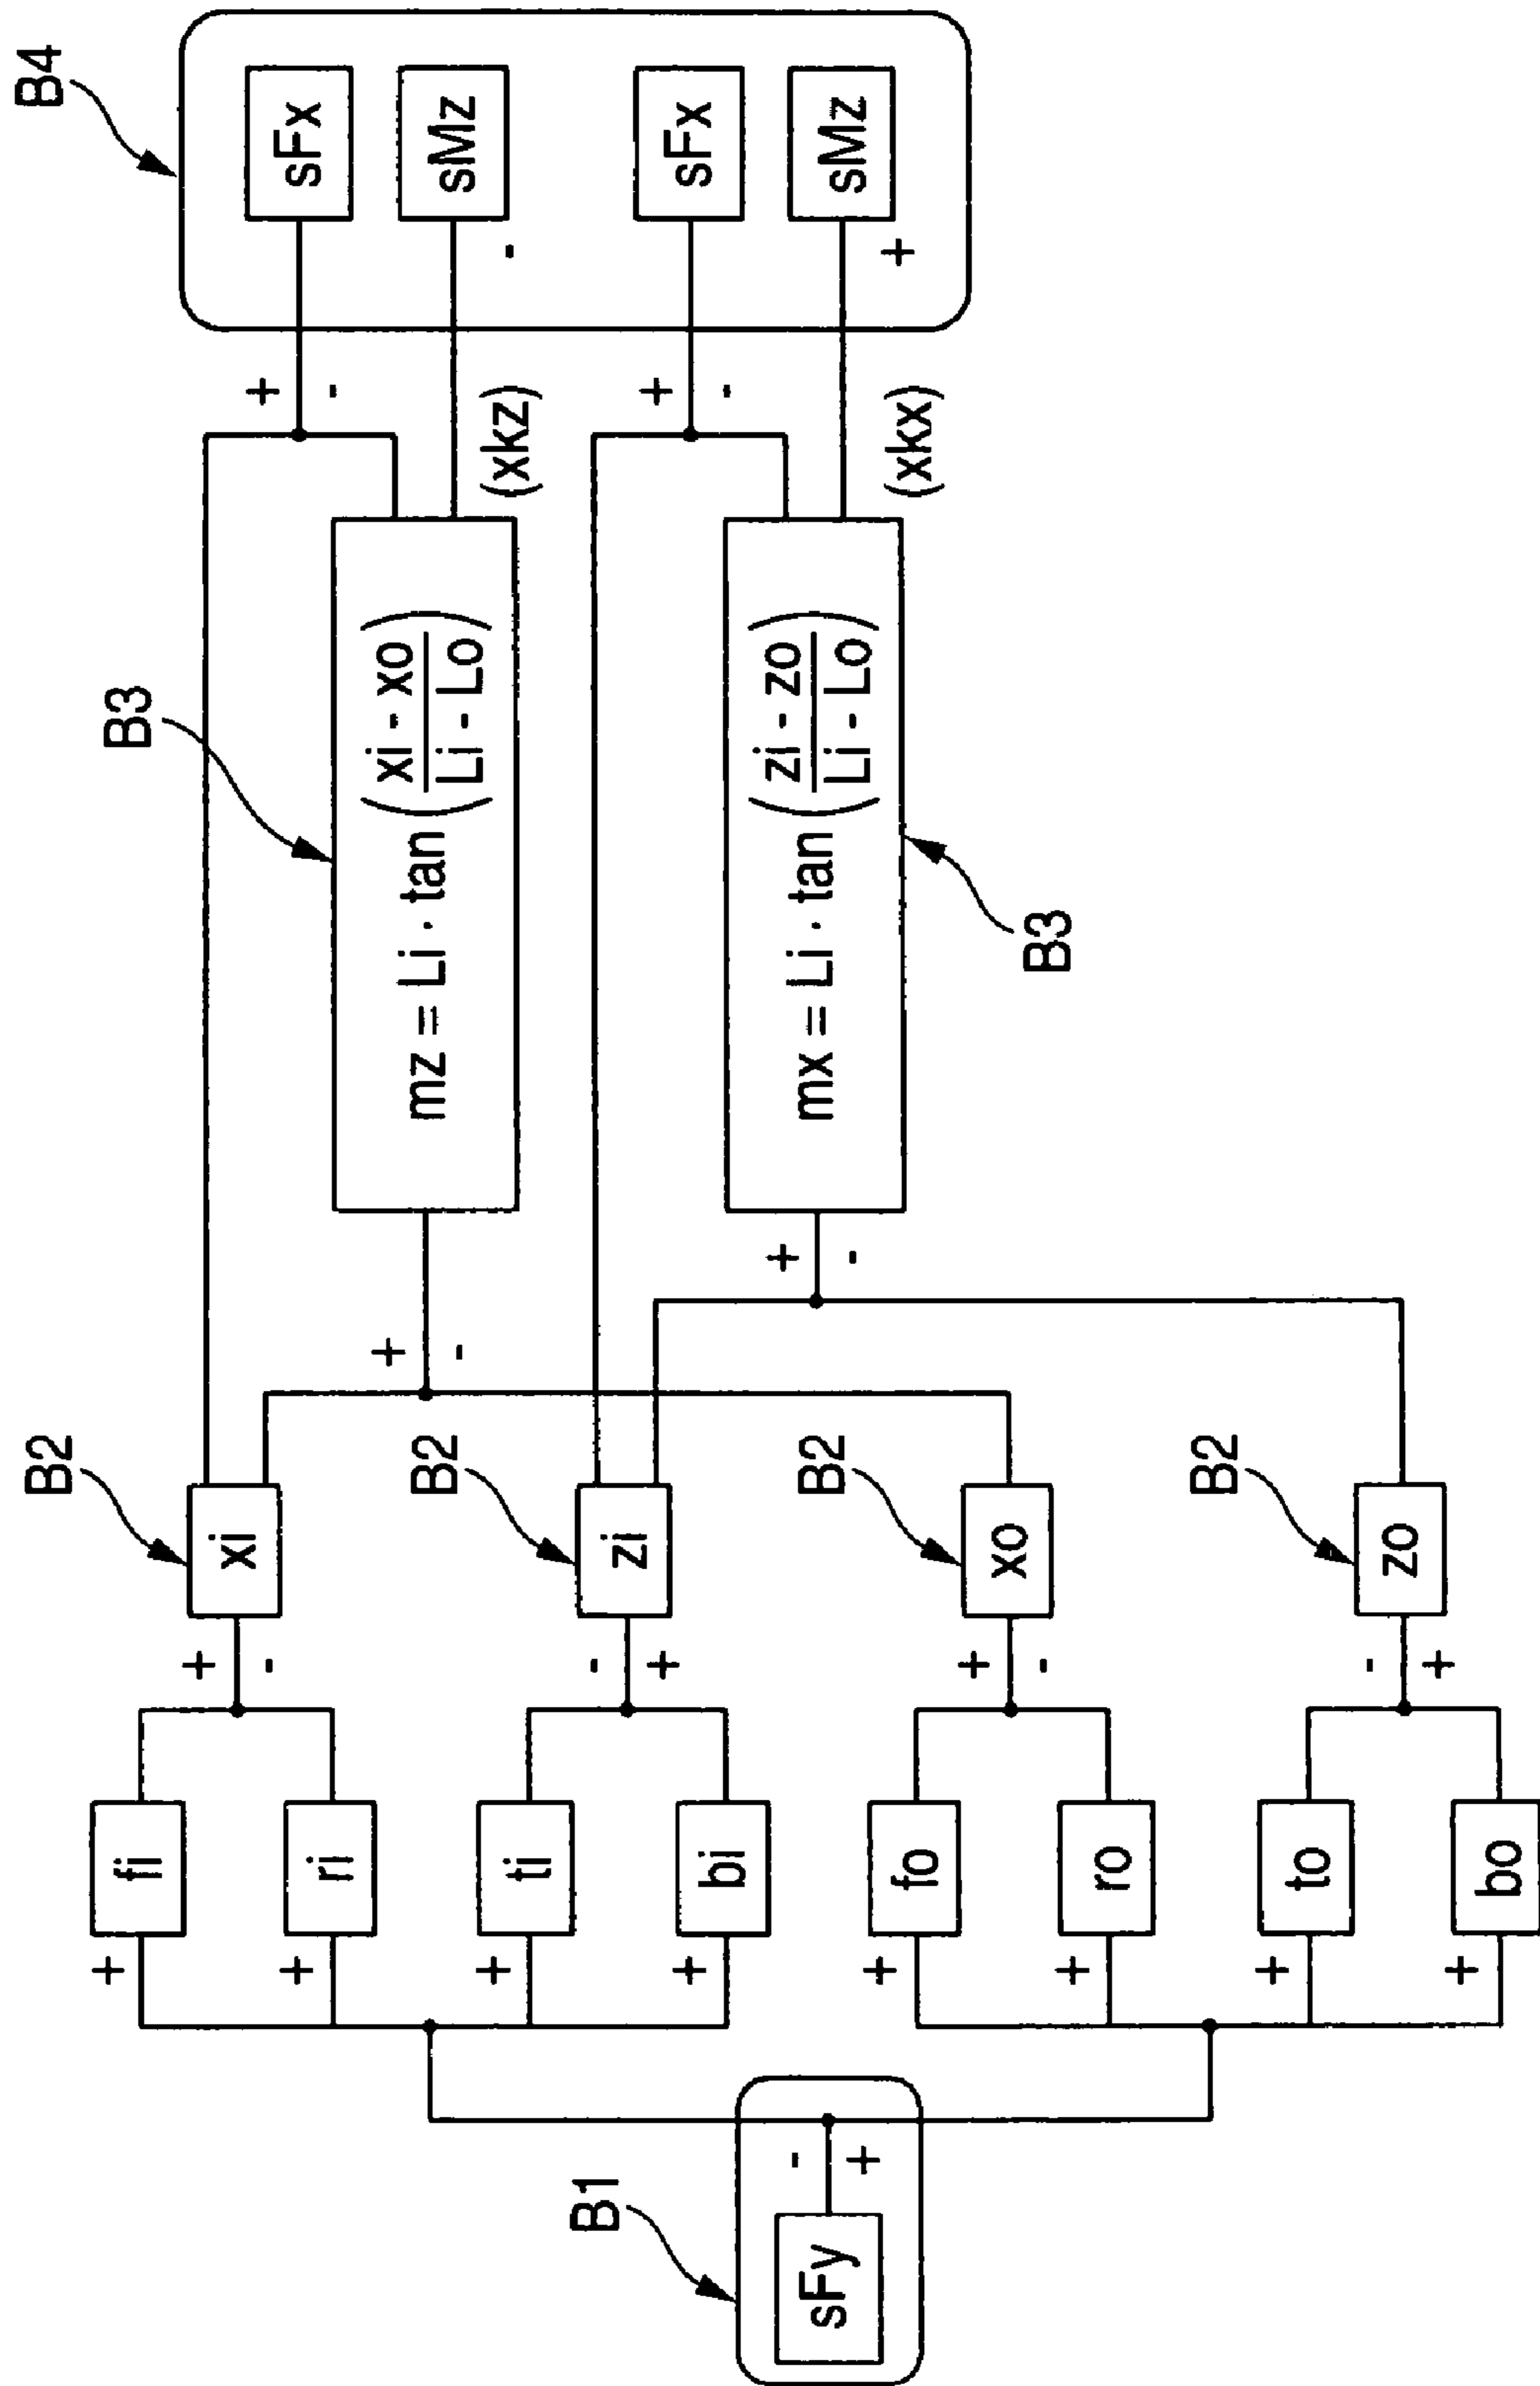 B1
sFy
-
+
+
fi
+
ri
+
ti
+
bi
+
fo
+
ro
+
to
+
bo
+
-
-
+
+
-
-
+
B2
xi
B2
zi
B2
xo
B2
zo
+
-
+
-
B3
mz = Li · tan ( xi - xo / Li - Lo )
mx = Li · tan ( zi - zo / Li - Lo )
B3
+
-
(xkz)
+
-
(xkx)
B4
sFx
sMz
-
sFx
sMz
+